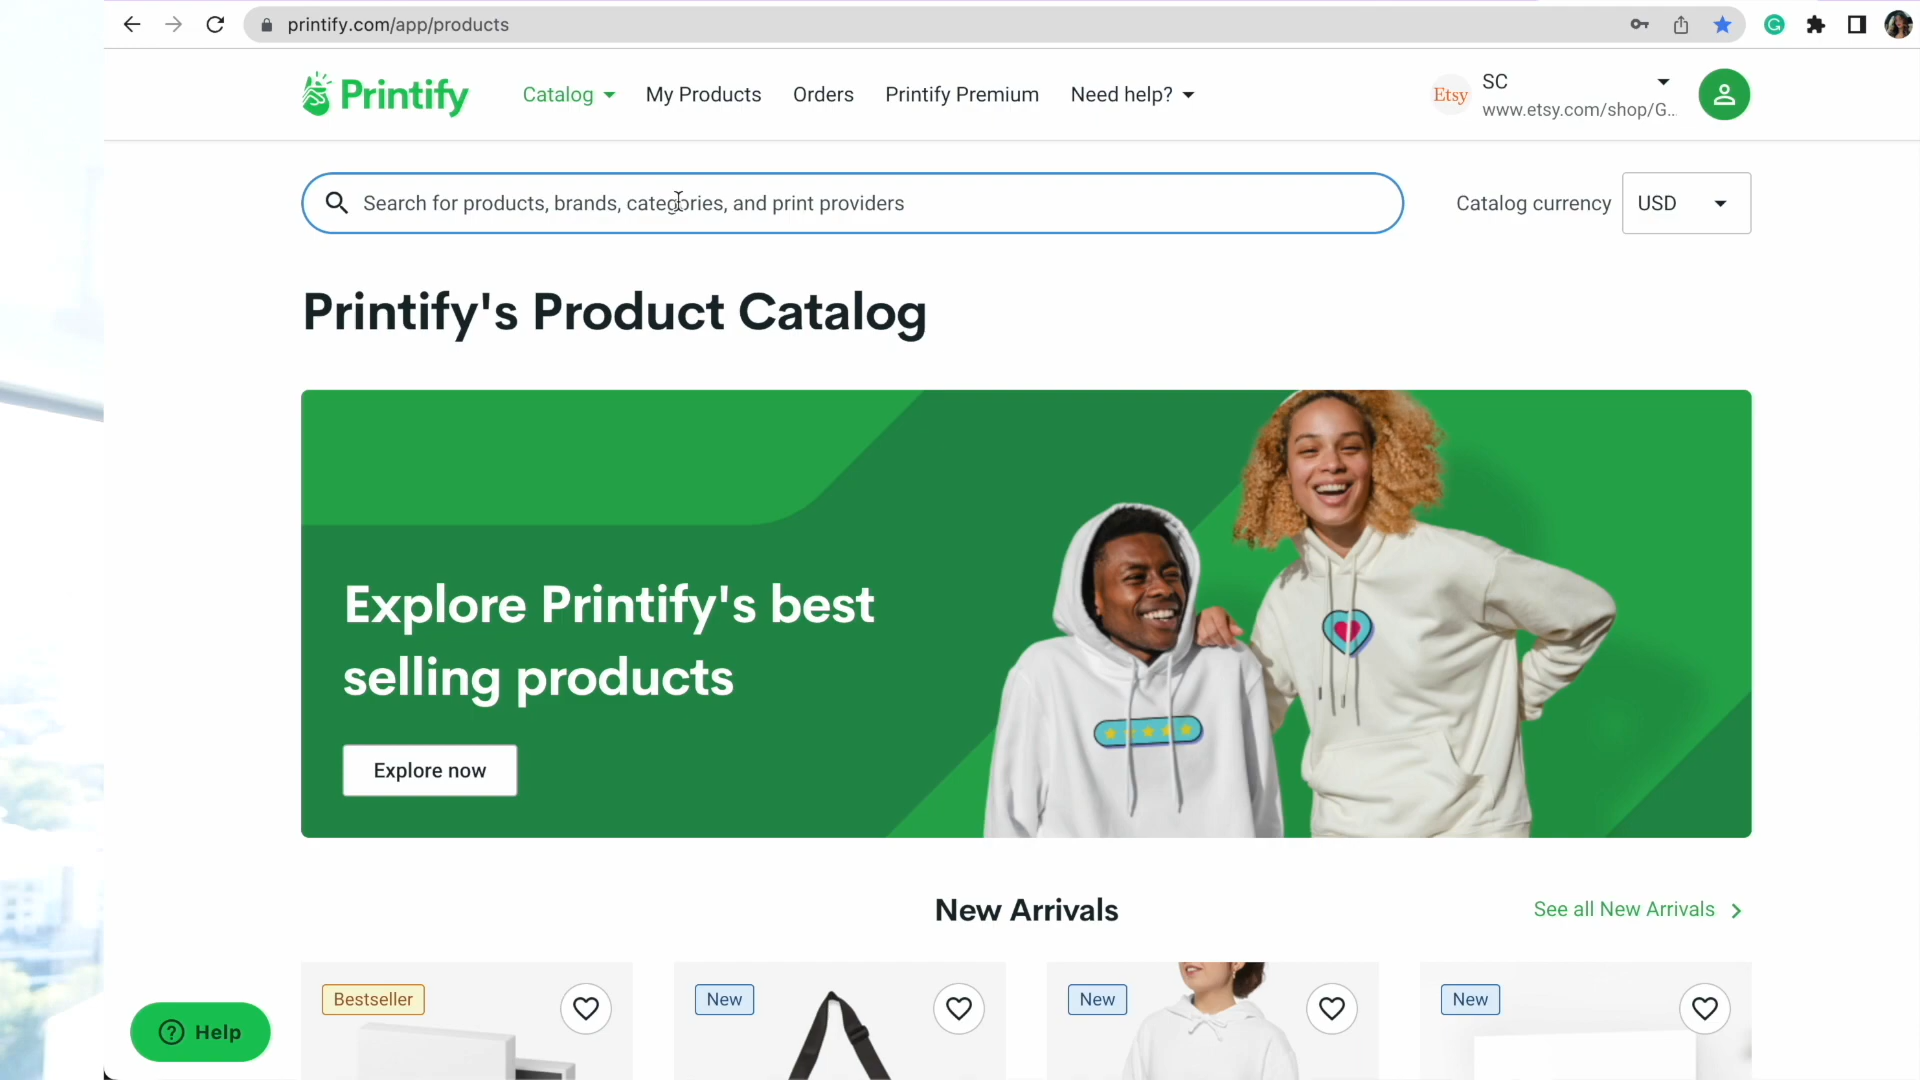 printify.com/app/products
Printify
Catalog
My Products
Orders
Printify Premium
Need help?
Etsy
SC
www.etsy.com/shop/G...
Search for products, brands, categories, and print providers
Catalog currency
USD
Printify's Product Catalog
Explore Printify's best
selling products
Explore now
New Arrivals
See all New Arrivals
Bestseller
New
New
New
Help